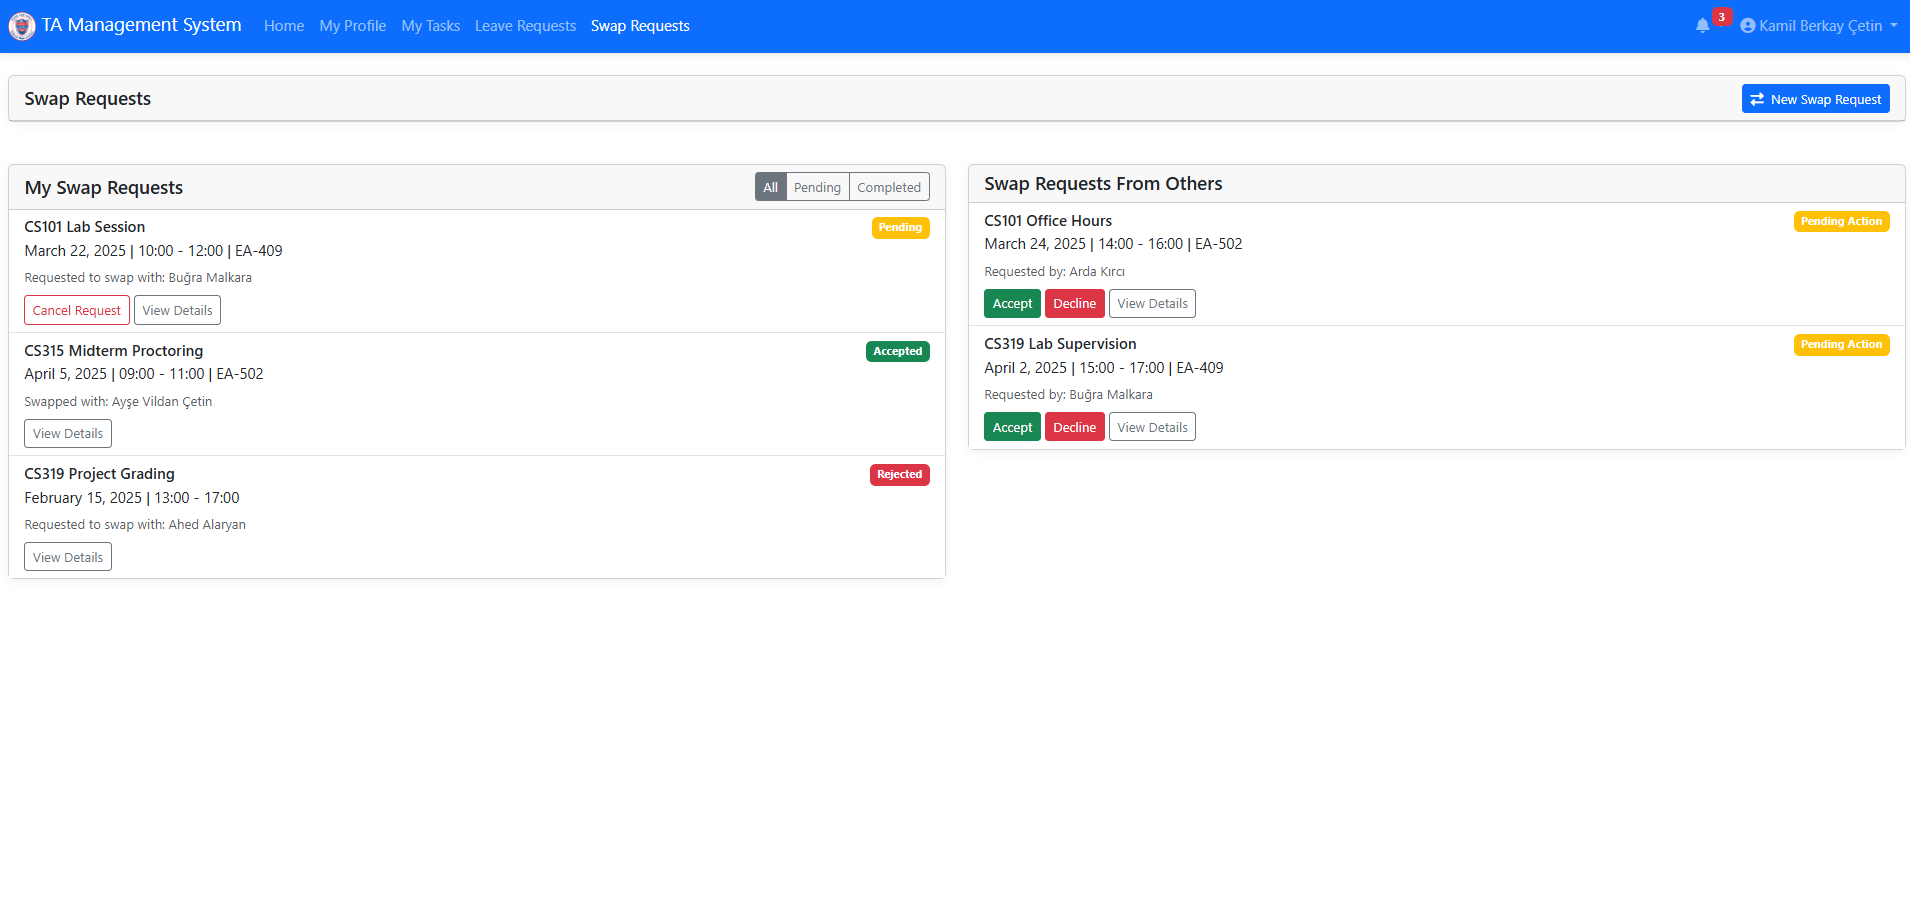 TA Management System Home My Profile My Tasks Leave Requests Swap Requests 3 Kamil Berkay Çetin
Swap Requests New Swap Request
My Swap Requests All Pending Completed
CS101 Lab Session Pending
March 22, 2025 | 10:00 - 12:00 | EA-409
Requested to swap with: Buğra Malkara
Cancel Request View Details
CS315 Midterm Proctoring Accepted
April 5, 2025 | 09:00 - 11:00 | EA-502
Swapped with: Ayşe Vildan Çetin
View Details
CS319 Project Grading Rejected
February 15, 2025 | 13:00 - 17:00
Requested to swap with: Ahed Alaryan
View Details
Swap Requests From Others
CS101 Office Hours Pending Action
March 24, 2025 | 14:00 - 16:00 | EA-502
Requested by: Arda Kırcı
Accept Decline View Details
CS319 Lab Supervision Pending Action
April 2, 2025 | 15:00 - 17:00 | EA-409
Requested by: Buğra Malkara
Accept Decline View Details